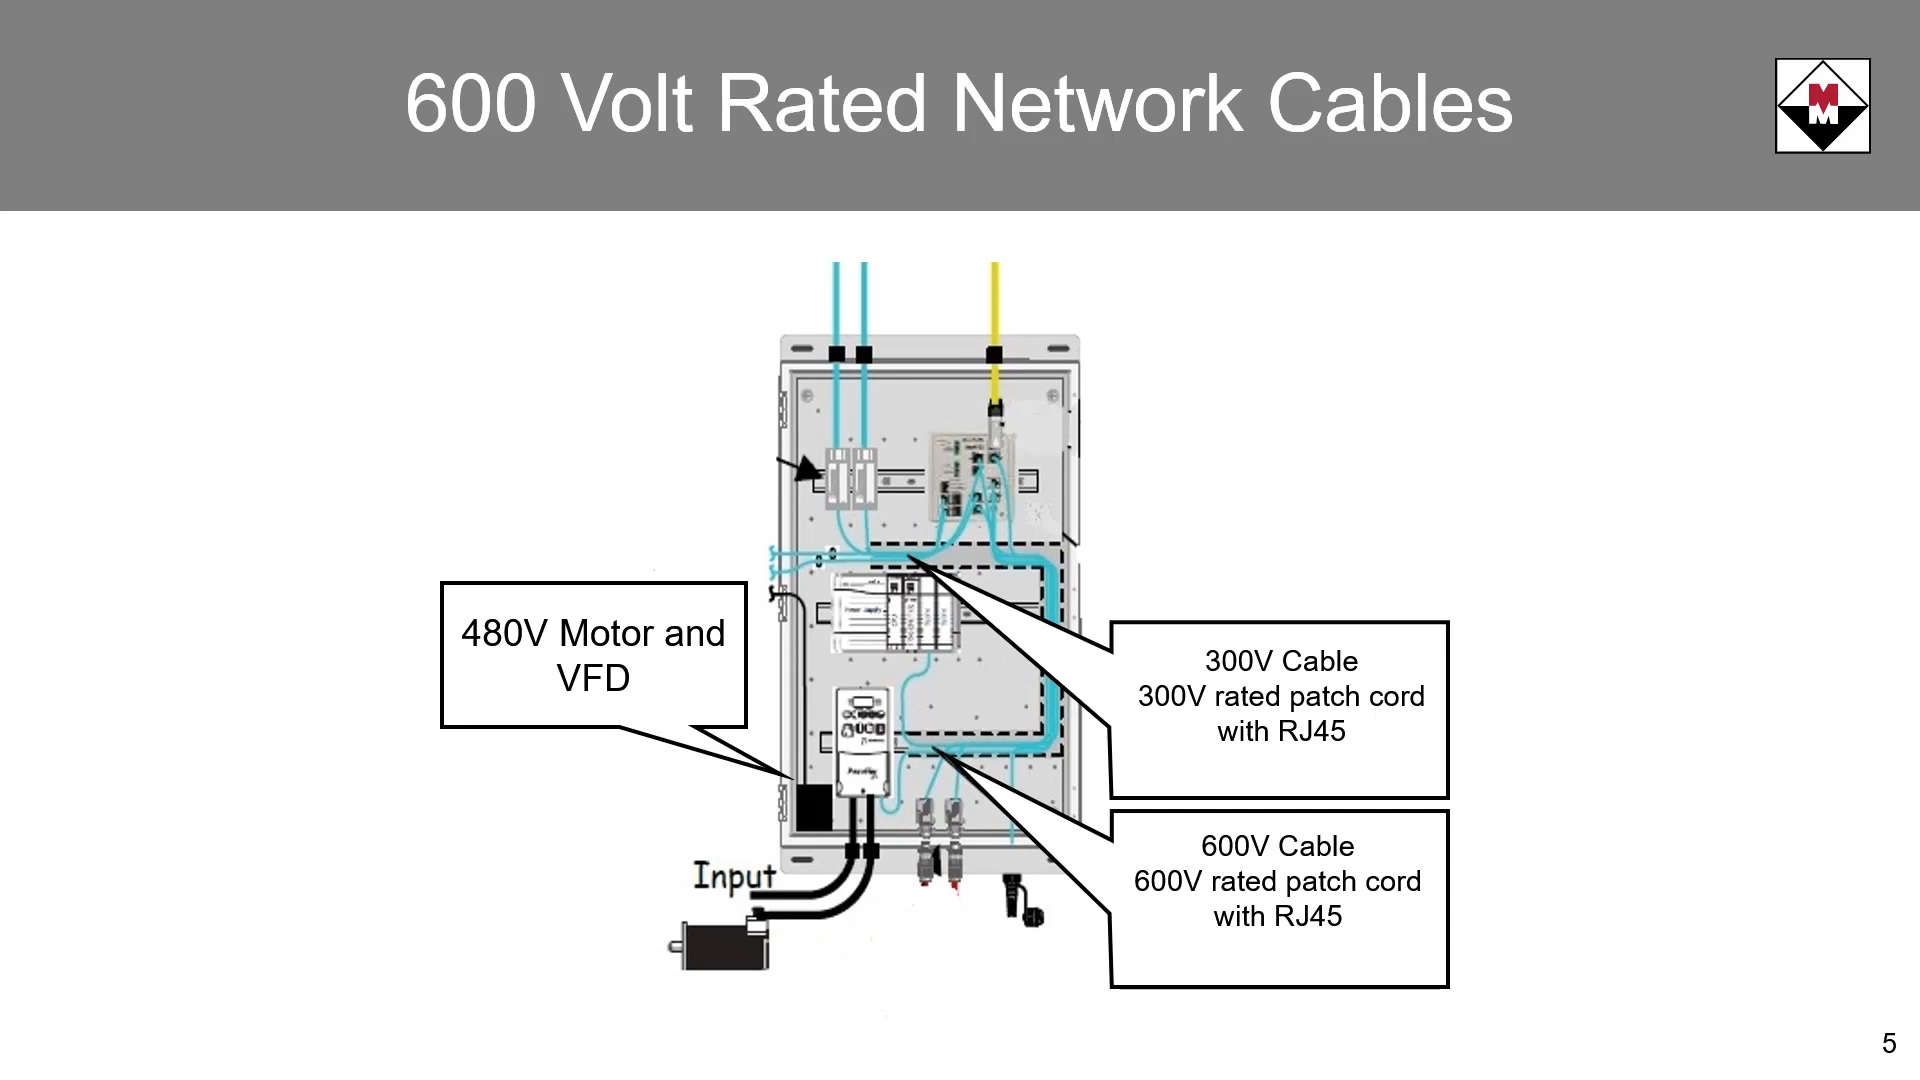 600 Volt Rated Network Cables
M
M
480V Motor and
VFD
300V Cable
300V rated patch cord
with RJ45
600V Cable
600V rated patch cord
with RJ45
Input
5